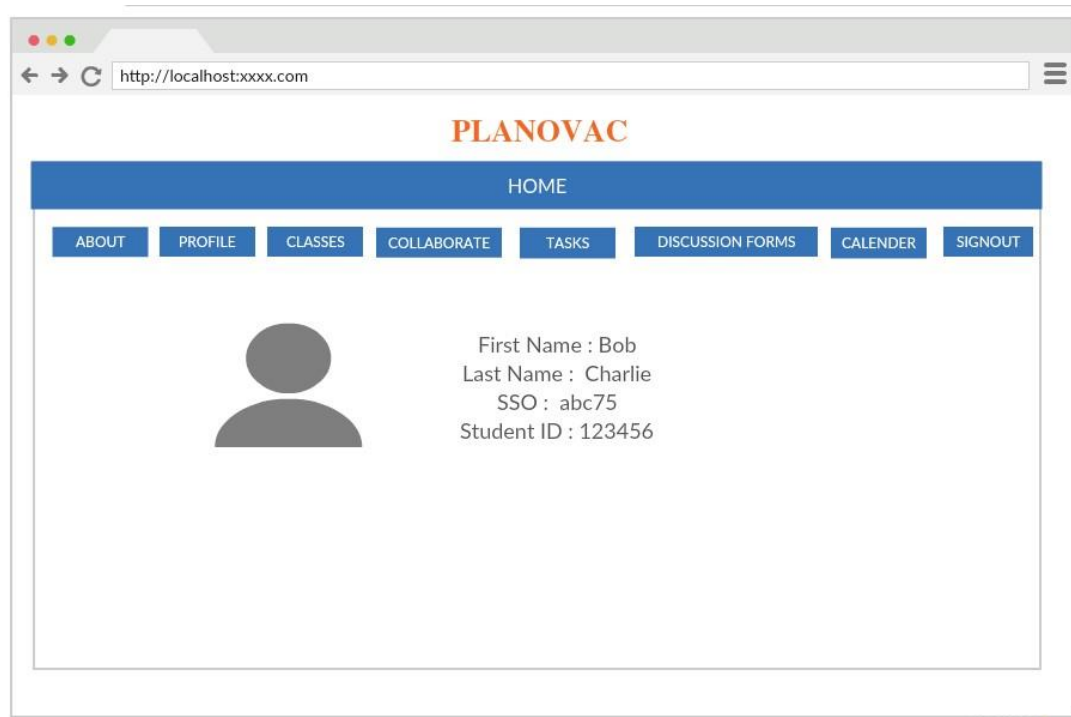 http://localhost:xxxx.com
PLANOVAC
HOME
ABOUT PROFILE CLASSES COLLABORATE TASKS DISCUSSION FORMS CALENDER SIGNOUT
First Name : Bob
Last Name : Charlie
SSO : abc75
Student ID : 123456